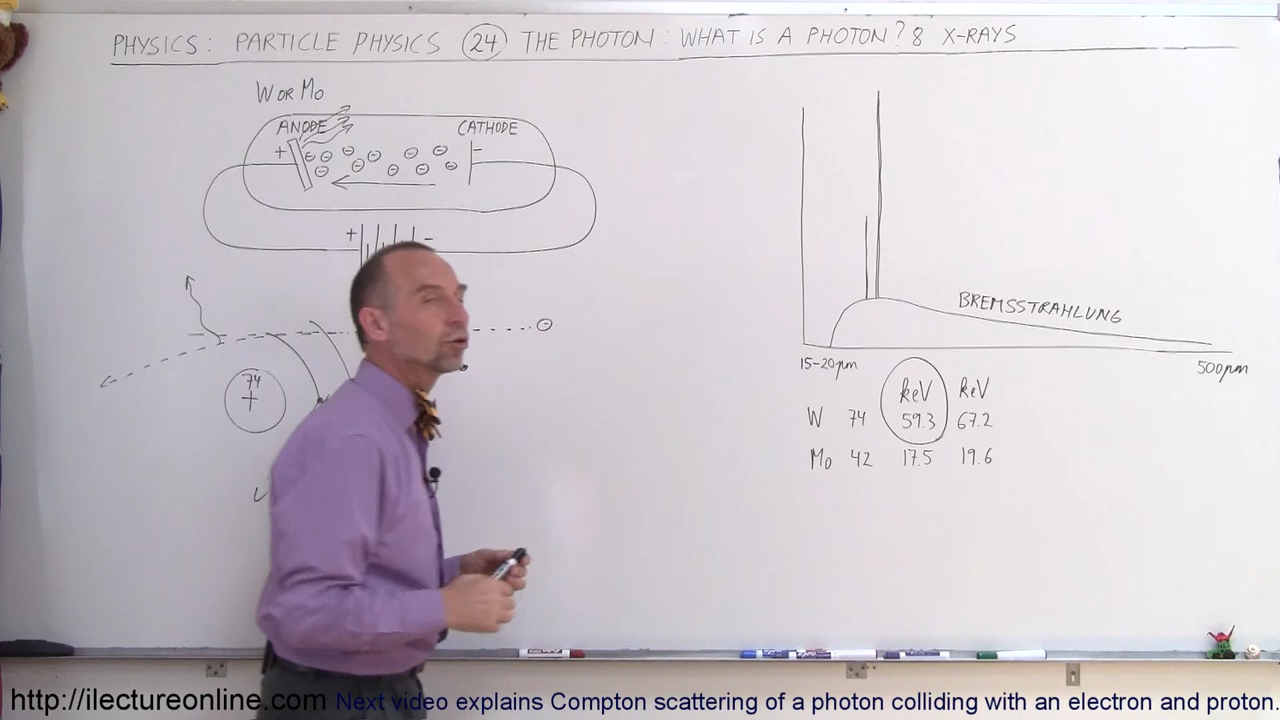 PHYSICS: PARTICLE PHYSICS 24 THE PHOTON: WHAT IS A PHOTON? 8 X-RAYS
W OR Mo
ANODE
CATHODE
+ -
+ -
74
+
BREMSSTRAHLUNG
15-20pm 500pm
keV keV
W 74 59.3 67.2
Mo 42 17.5 19.6
http://ilectureonline.com Next video explains Compton scattering of a photon colliding with an electron and proton.